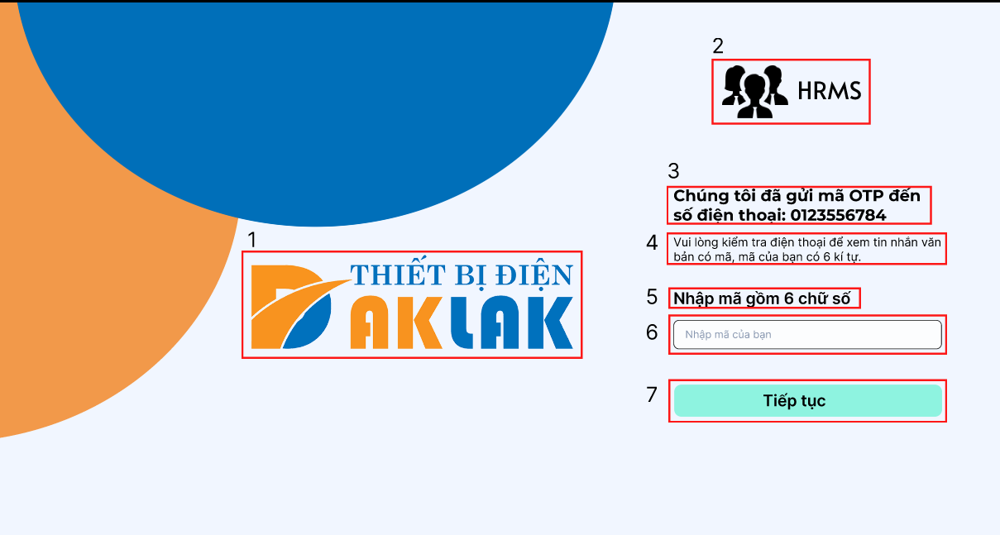 1
THIẾT BỊ ĐIỆN
DAKLAK
2
HRMS
3
Chúng tôi đã gửi mã OTP đến
số điện thoại: 0123556784
4
Vui lòng kiểm tra điện thoại để xem tin nhắn văn
bản có mã, mã của bạn có 6 kí tự.
5
Nhập mã gồm 6 chữ số
6
Nhập mã của bạn
7
Tiếp tục